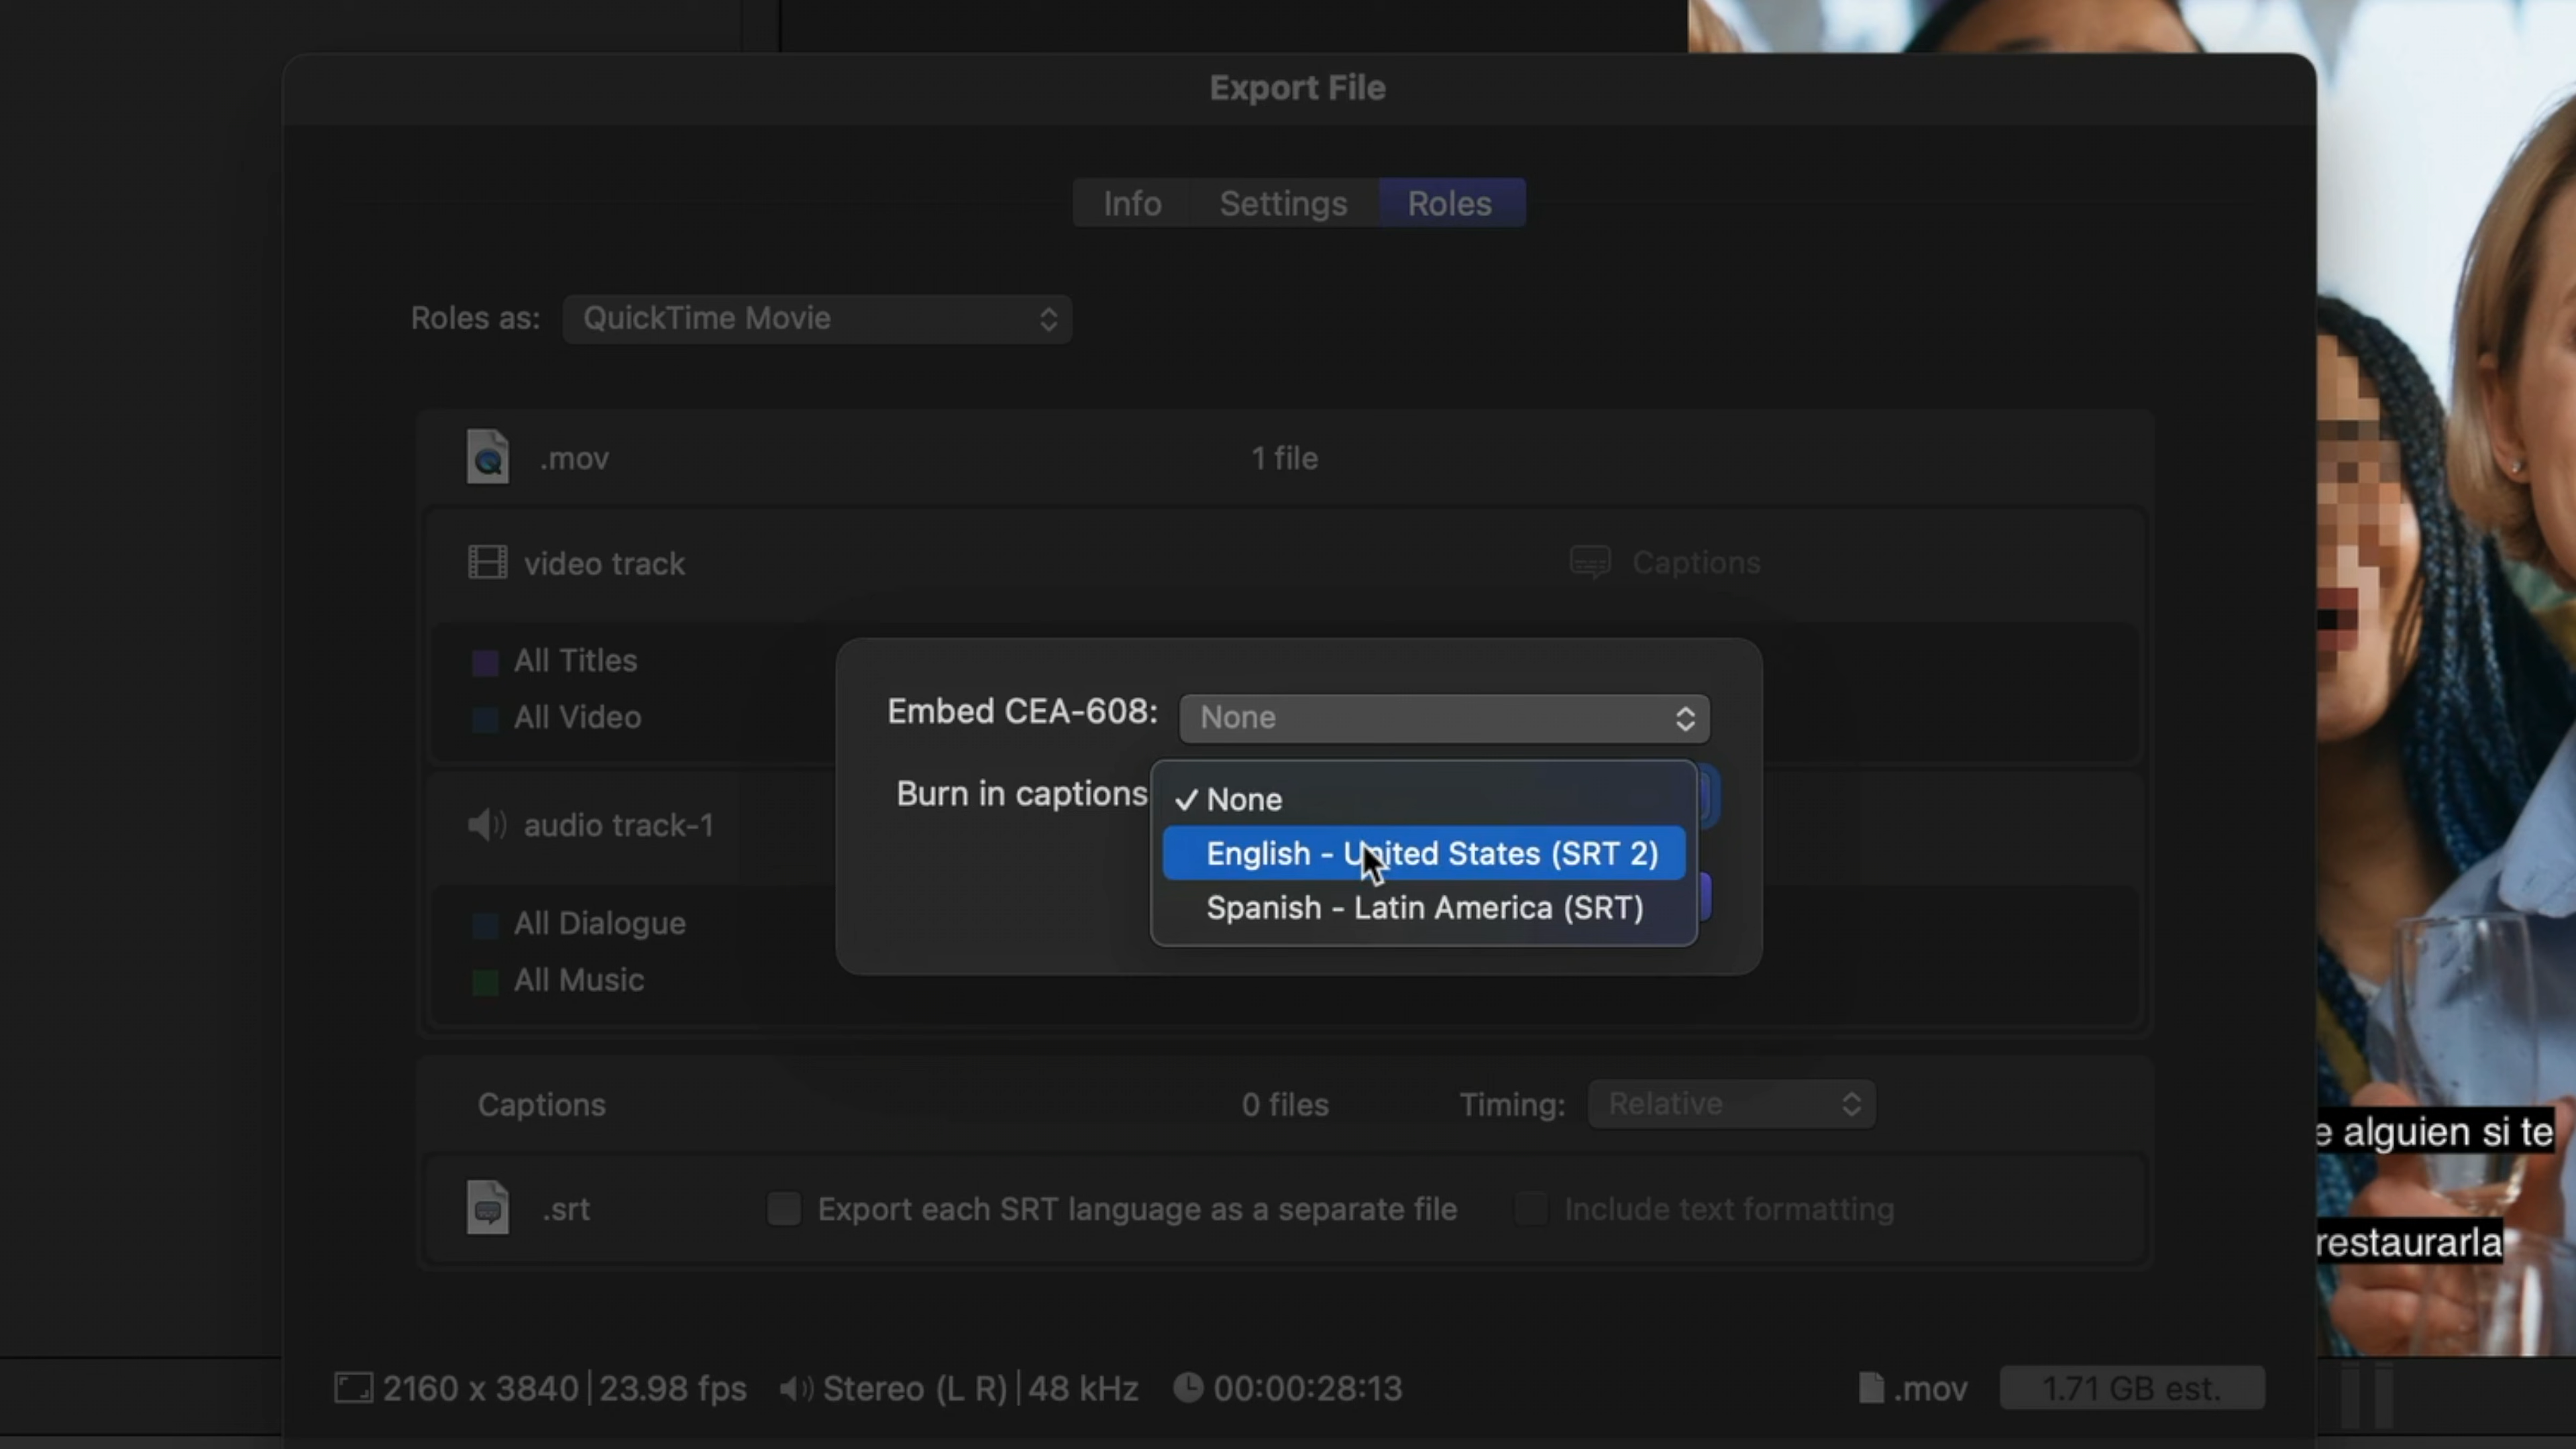 Export File
Info
Settings
Roles
Roles as:
QuickTime Movie
.mov
1 file
video track
Captions
All Titles
All Video
Embed CEA-608:
None
Burn in captions
✓ None
English - United States (SRT 2)
Spanish - Latin America (SRT)
audio track-1
All Dialogue
All Music
Captions
0 files
Timing:
Relative
e alguien si te
.srt
Export each SRT language as a separate file
Include text formatting
restaurarla
2160 x 3840 | 23.98 fps
Stereo (L R) | 48 kHz
00:00:28:13
.mov
1.71 GB est.